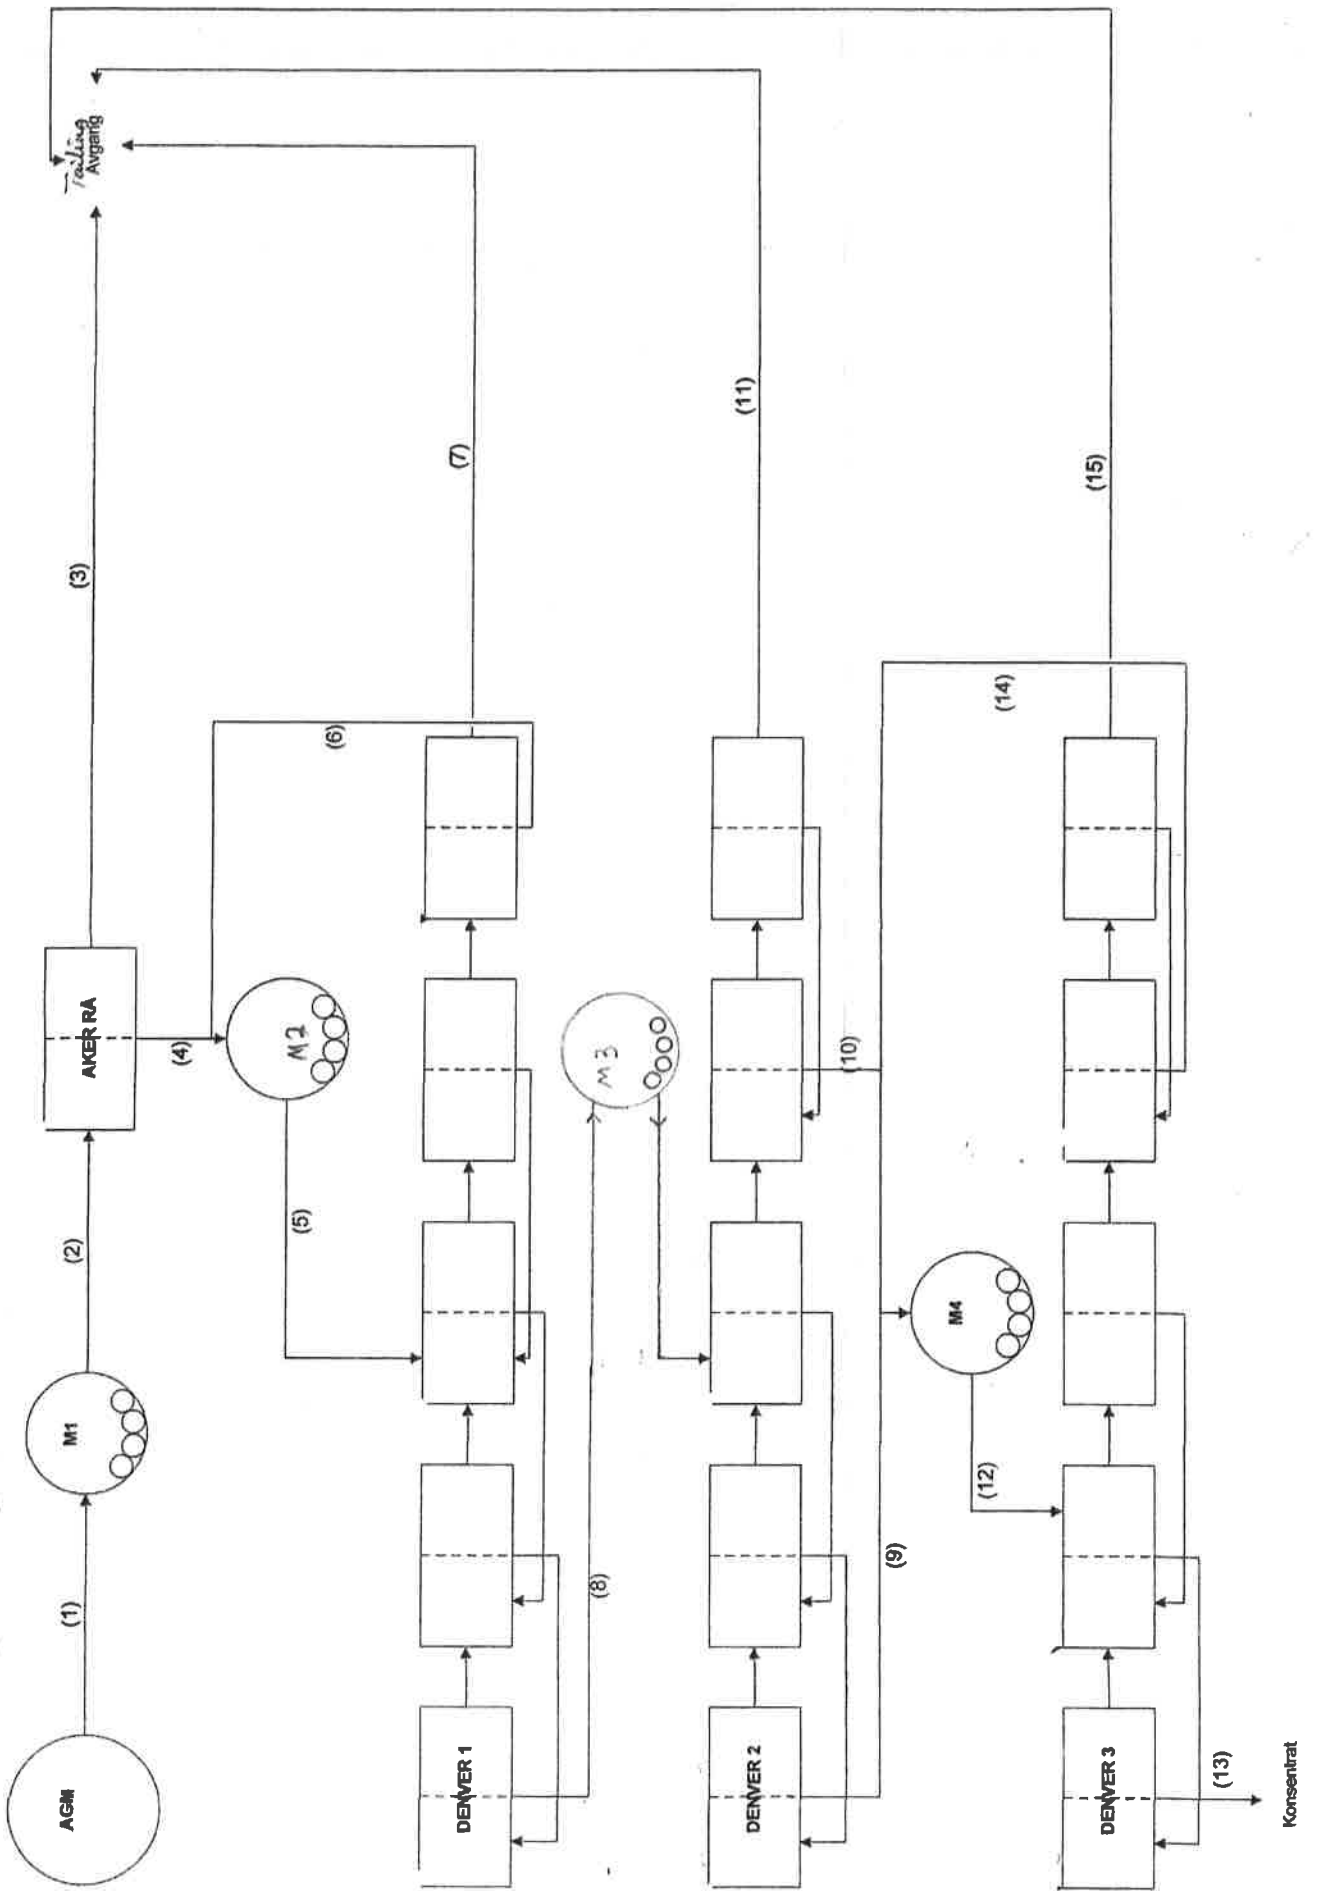 AGM
(1)
M1
(2)
AKER RA
(3)
Tailing
Avgang
(4)
M2
(5)
(6)
DENVER 1
(7)
(8)
M3
DENVER 2
(9)
(10)
(11)
M4
(12)
DENVER 3
(13)
Konsentrat
(14)
(15)